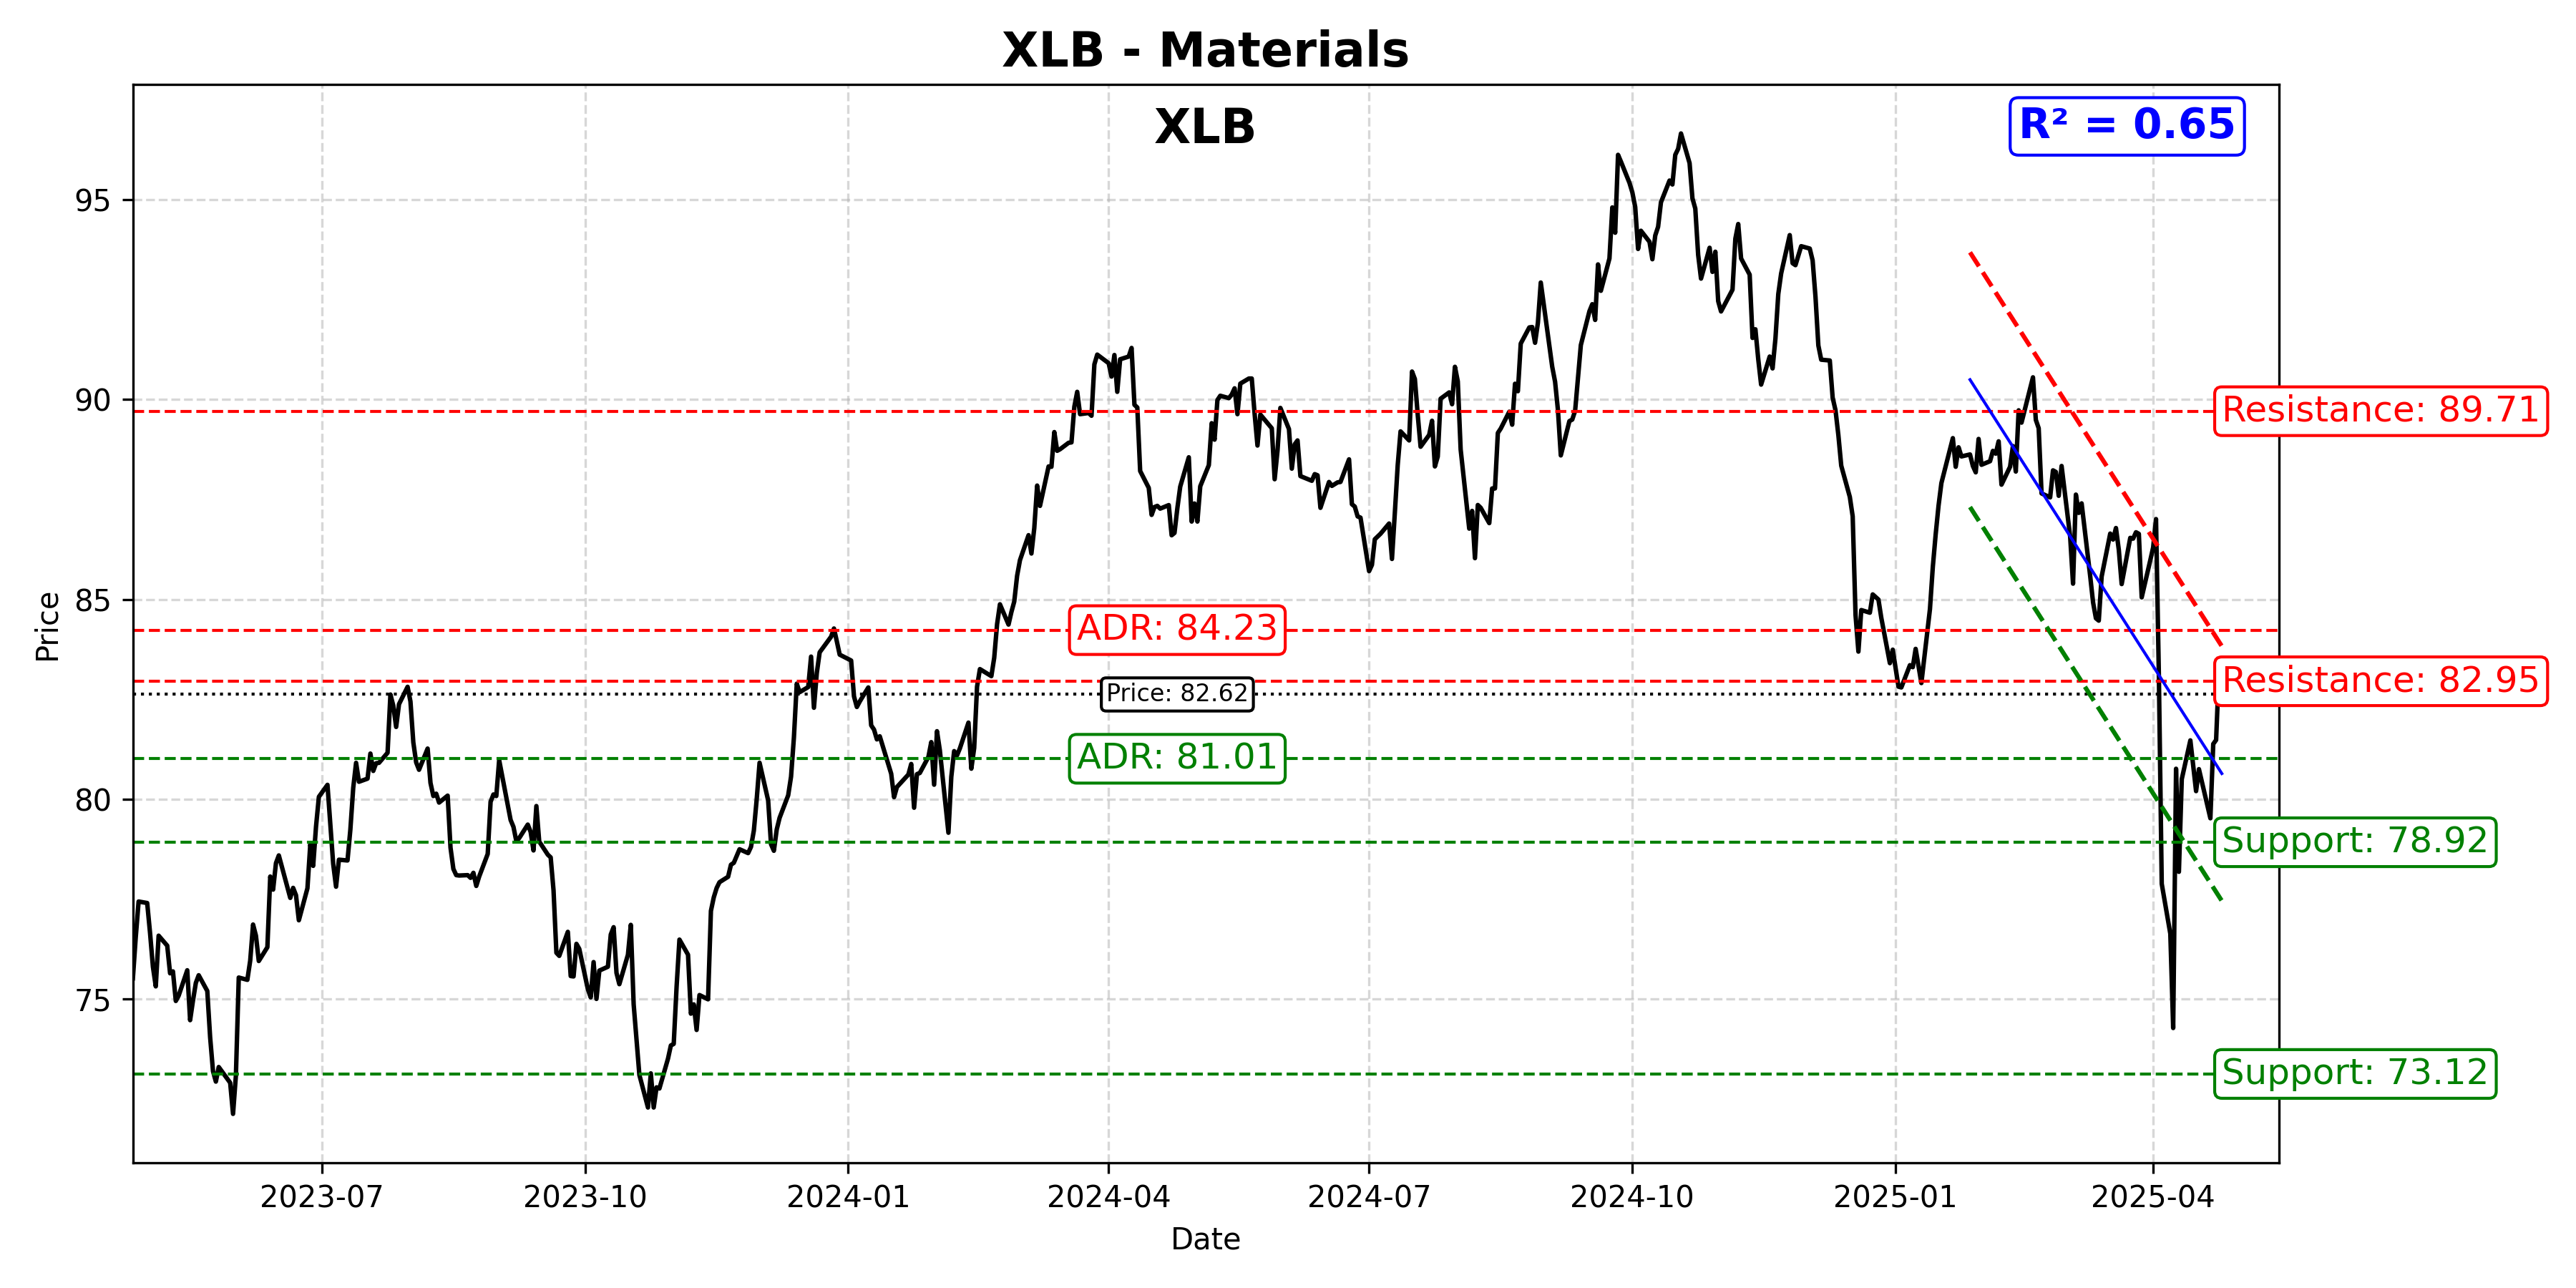 XLB - Materials
XLB
R² = 0.65
95
90
85
80
75
Price
Resistance: 89.71
ADR: 84.23
Resistance: 82.95
Price: 82.62
ADR: 81.01
Support: 78.92
Support: 73.12
2023-07
2023-10
2024-01
2024-04
2024-07
2024-10
2025-01
2025-04
Date